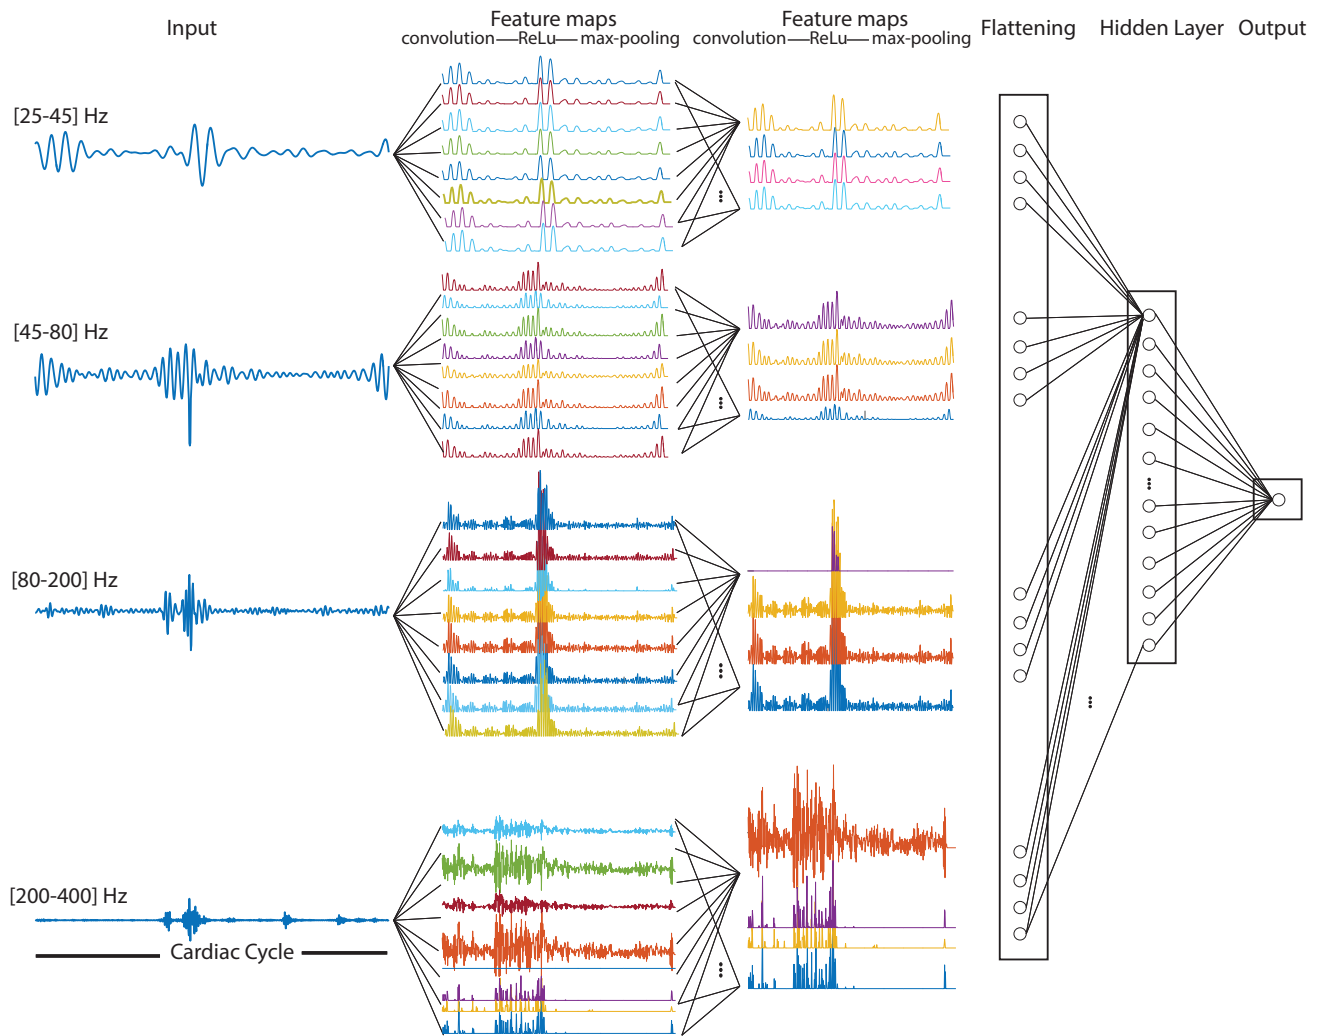 Input
Feature maps
convolution—ReLu—max-pooling
Feature maps
convolution—ReLu—max-pooling
Flattening
Hidden Layer
Output
[25-45] Hz
[45-80] Hz
[80-200] Hz
[200-400] Hz
Cardiac Cycle